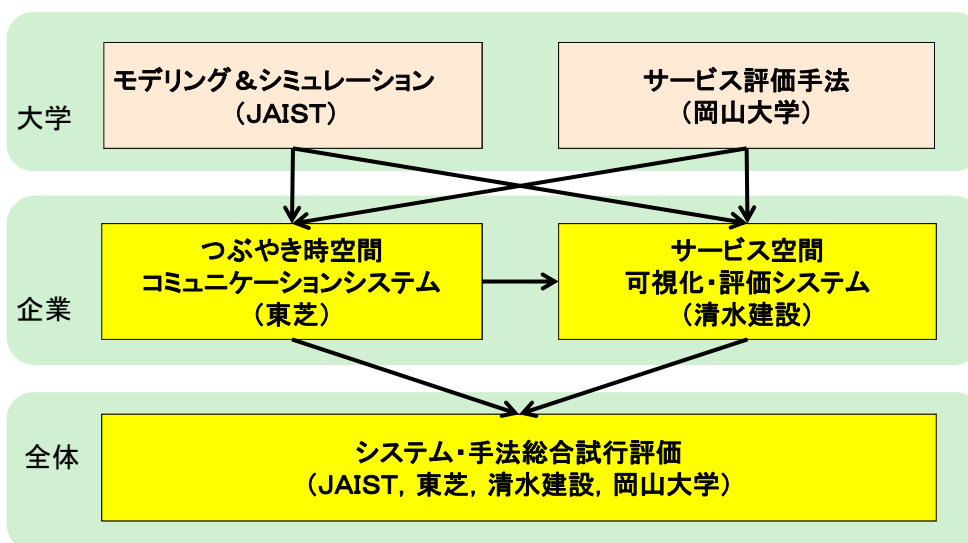 大学
モデリング&シミュレーション
(JAIST)
サービス評価手法
(岡山大学)
企業
つぶやき時空間
コミュニケーションシステム
(東芝)
サービス空間
可視化・評価システム
(清水建設)
全体
システム・手法総合試行評価
(JAIST, 東芝, 清水建設, 岡山大学)